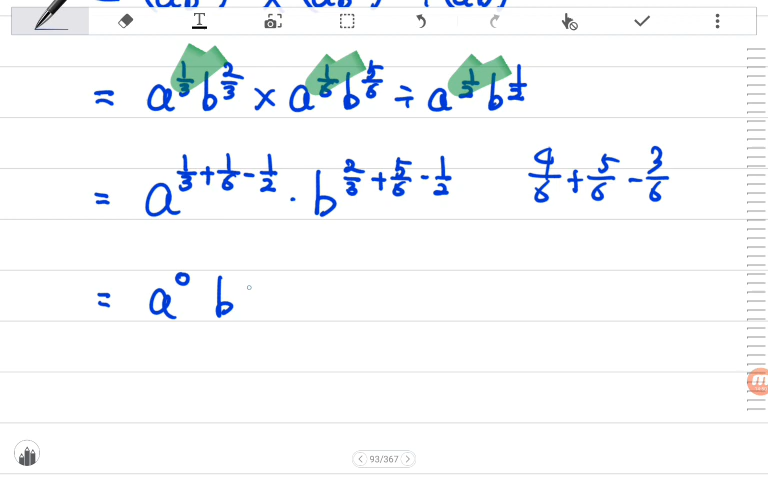 = a^{1/3} b^{2/3} × a^{1/6} b^{5/6} ÷ a^{1/2} b^{1/2}
= a^{1/3+1/6-1/2} · b^{2/3+5/6-1/2} 4/6+5/6-3/6
= a^0 b
93/367